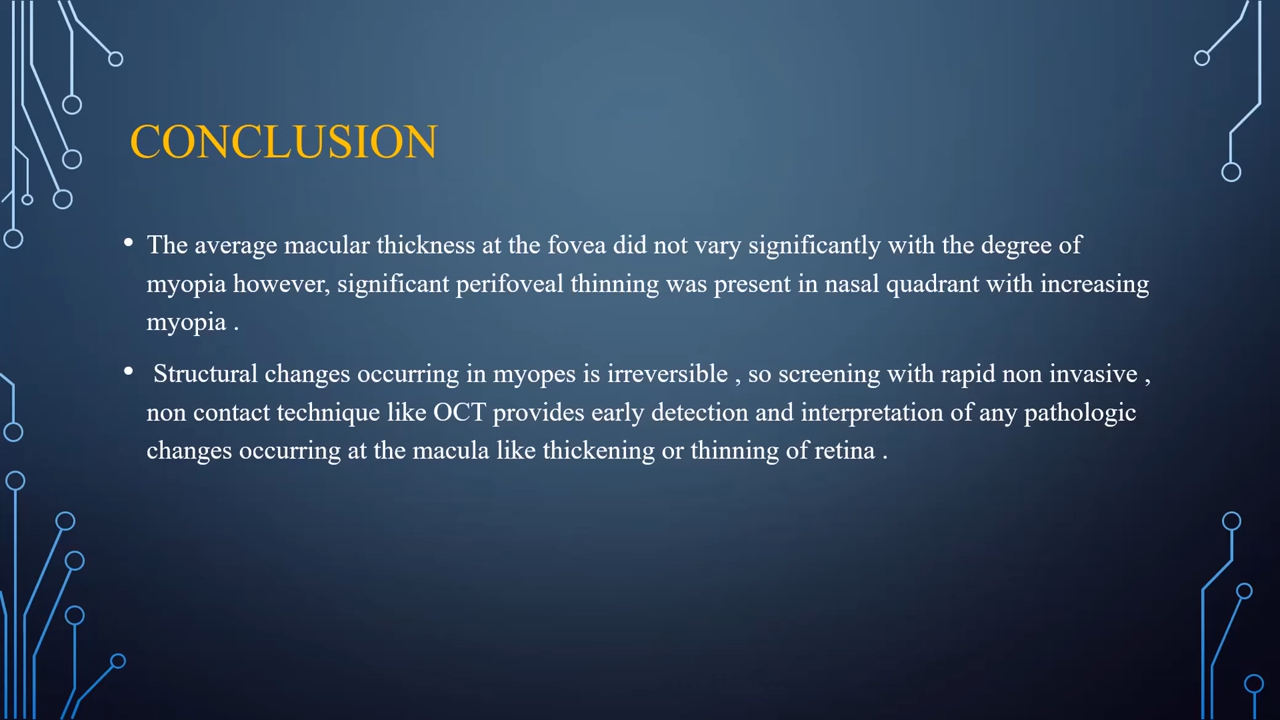 CONCLUSION
• The average macular thickness at the fovea did not vary significantly with the degree of
myopia however, significant perifoveal thinning was present in nasal quadrant with increasing
myopia .
• Structural changes occurring in myopes is irreversible , so screening with rapid non invasive ,
non contact technique like OCT provides early detection and interpretation of any pathologic
changes occurring at the macula like thickening or thinning of retina .